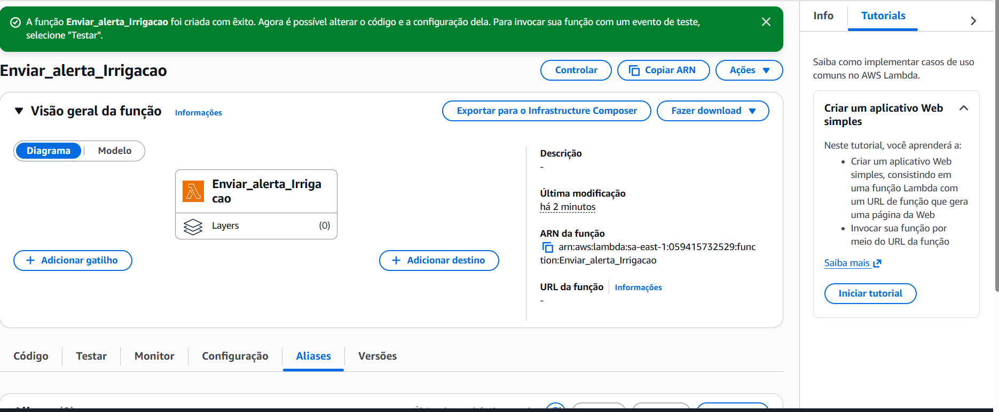 A função Enviar_alerta_Irrigacao foi criada com êxito. Agora é possível alterar o código e a configuração dela. Para invocar sua função com um evento de teste,
selecione "Testar".
Enviar_alerta_Irrigacao
Controlar
Copiar ARN
Ações
Visão geral da função
Informações
Exportar para o Infrastructure Composer
Fazer download
Diagrama
Modelo
Enviar_alerta_Irriga
cao
Layers
(0)
Adicionar gatilho
Adicionar destino
Descrição
-
Última modificação
há 2 minutos
ARN da função
arn:aws:lambda:sa-east-1:059415732529:func
tion:Enviar_alerta_Irrigacao
URL da função
Informações
-
Código
Testar
Monitor
Configuração
Aliases
Versões
Info
Tutorials
Saiba como implementar casos de uso
comuns no AWS Lambda.
Criar um aplicativo Web
simples
Neste tutorial, você aprenderá a:
• Criar um aplicativo Web
simples, consistindo em
uma função Lambda com
um URL de função que gera
uma página da Web
• Invocar sua função por
meio do URL da função
Saiba mais
Iniciar tutorial